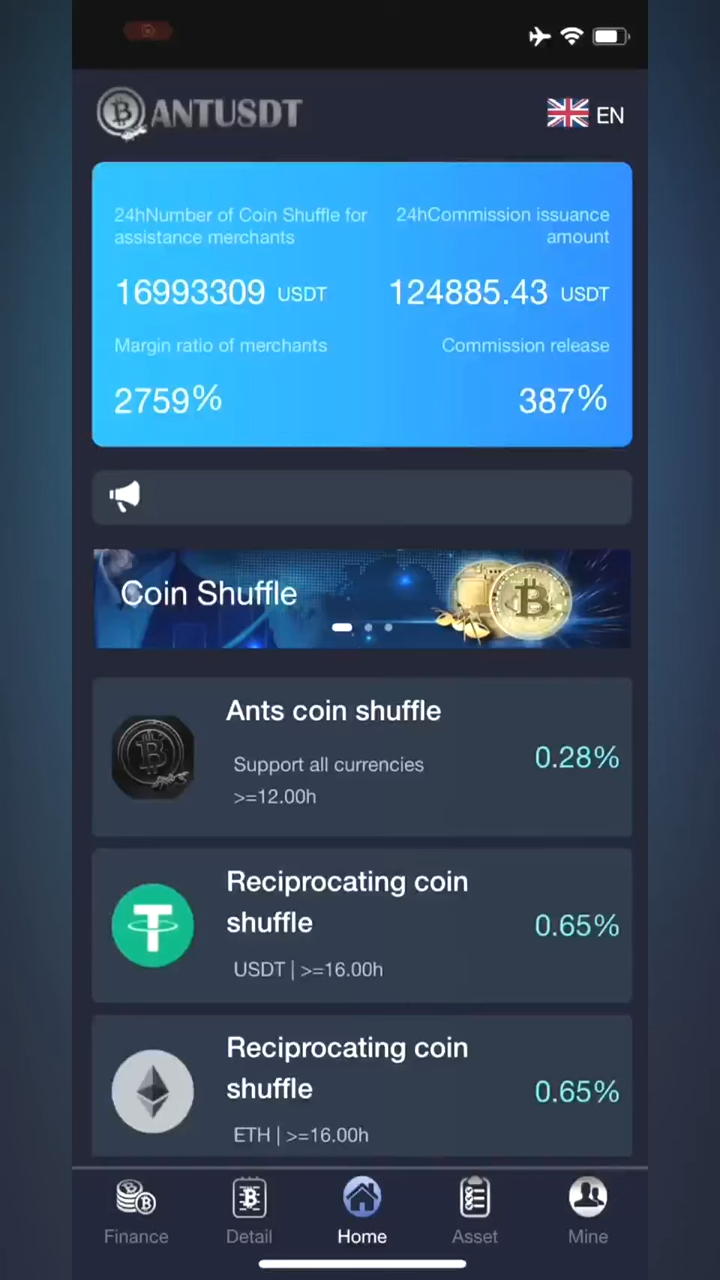 ANTUSDT
EN
24hNumber of Coin Shuffle for
assistance merchants
24hCommission issuance
amount
16993309 USDT
124885.43 USDT
Margin ratio of merchants
Commission release
2759%
387%
Coin Shuffle
Ants coin shuffle
Support all currencies
>=12.00h
0.28%
Reciprocating coin
shuffle
USDT | >=16.00h
0.65%
Reciprocating coin
shuffle
ETH | >=16.00h
0.65%
Finance
Detail
Home
Asset
Mine